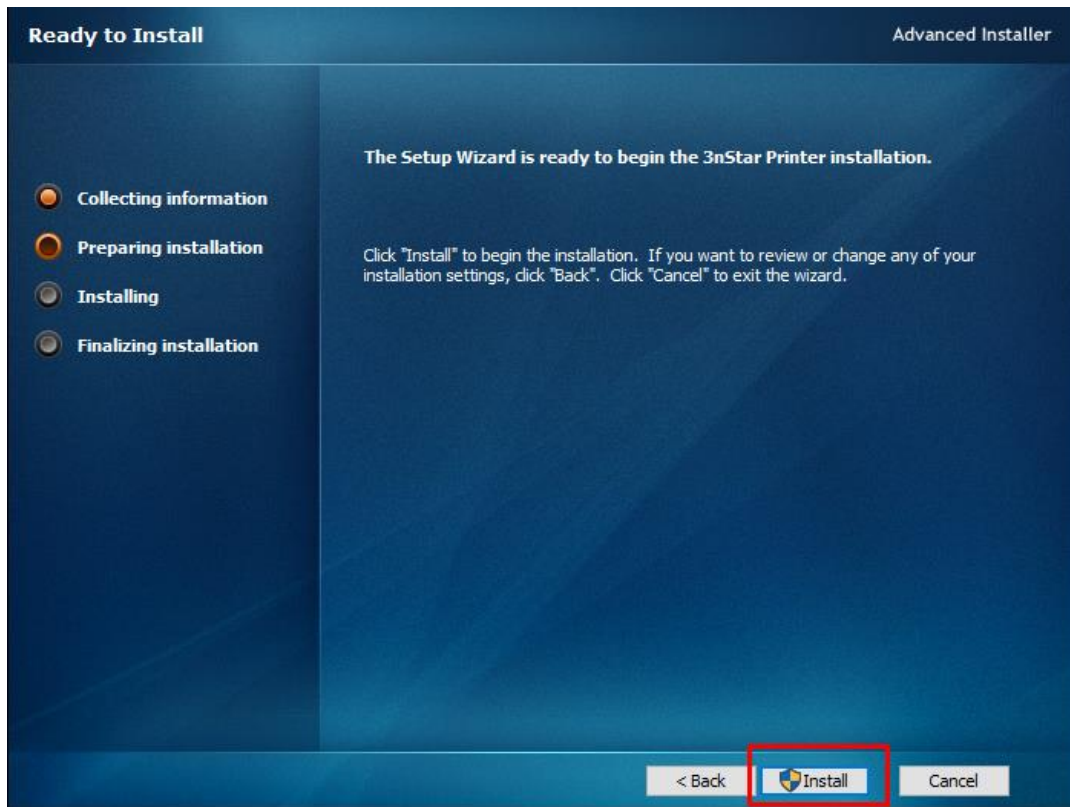 Ready to Install
Advanced Installer
The Setup Wizard is ready to begin the 3nStar Printer installation.
Collecting information
Preparing installation
Installing
Finalizing installation
Click "Install" to begin the installation. If you want to review or change any of your
installation settings, click "Back". Click "Cancel" to exit the wizard.
< Back
Install
Cancel